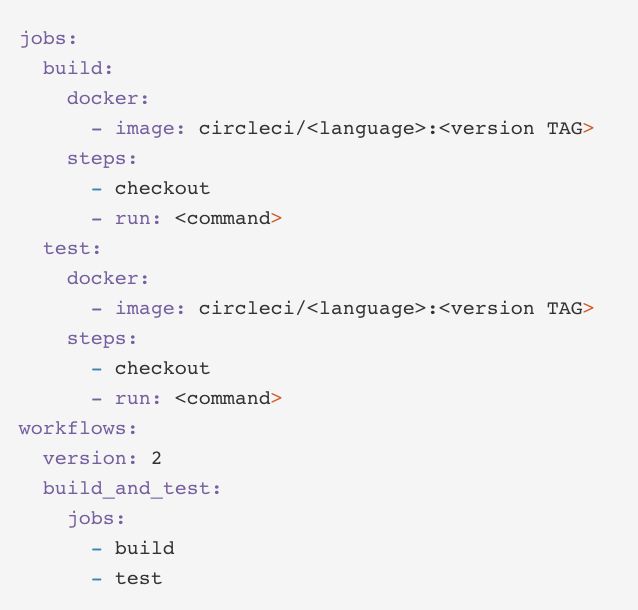 jobs:
  build:
    docker:
      - image: circleci/<language>:<version TAG>
    steps:
      - checkout
      - run: <command>
  test:
    docker:
      - image: circleci/<language>:<version TAG>
    steps:
      - checkout
      - run: <command>
workflows:
  version: 2
  build_and_test:
    jobs:
      - build
      - test